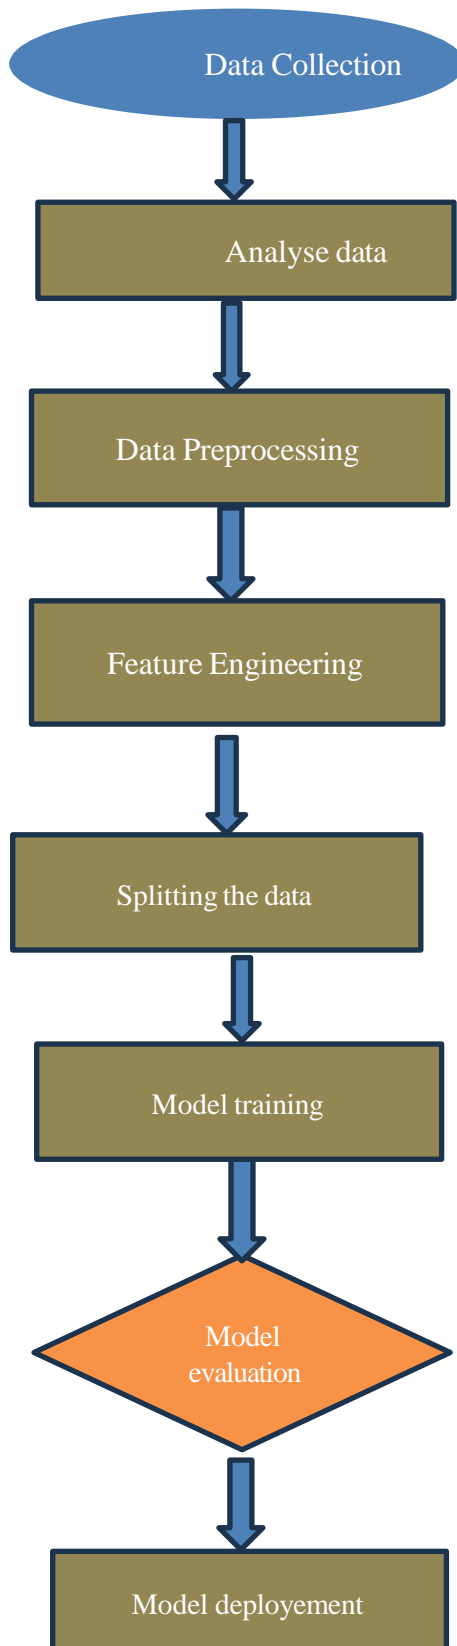 Data Collection
Analyse data
Data Preprocessing
Feature Engineering
Splitting the data
Model training
Model
evaluation
Model deployement